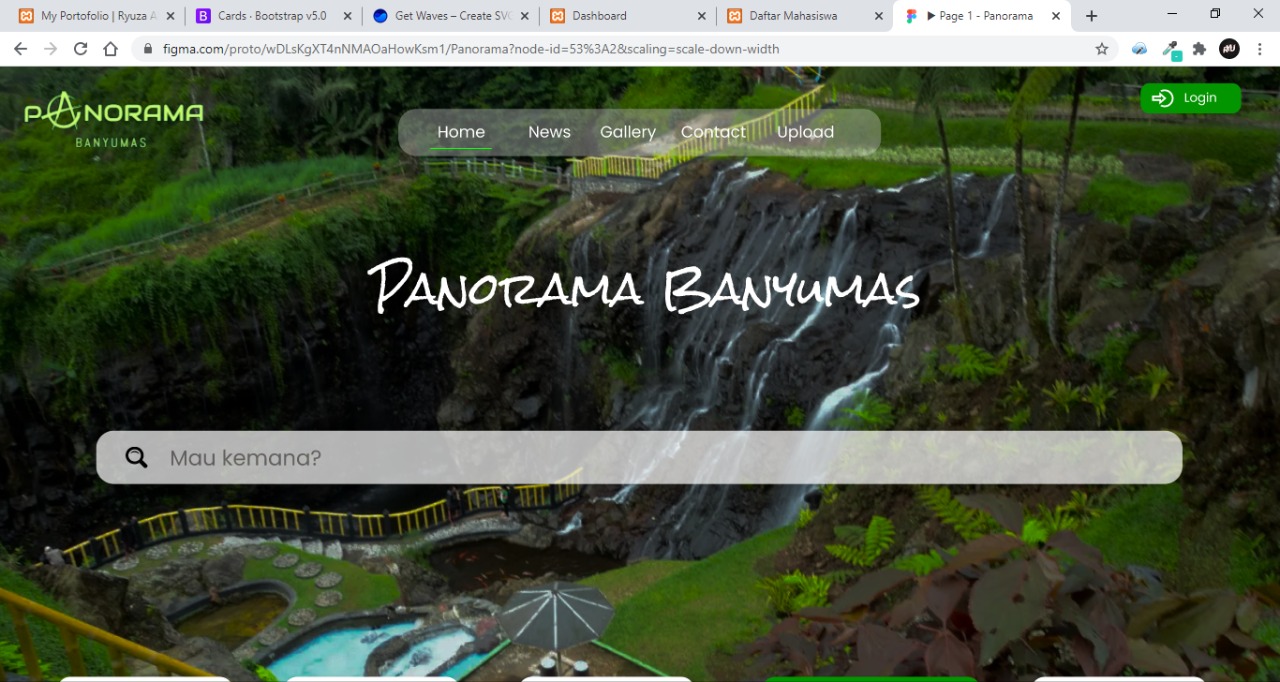 My Portofolio | Ryuza A
Cards · Bootstrap v5.0
Get Waves – Create SVG
Dashboard
Daftar Mahasiswa
Page 1 - Panorama
figma.com/proto/wDLsKgXT4nNMAOaHowKsm1/Panorama?node-id=53%3A2&scaling=scale-down-width
PANORAMA
BANYUMAS
Home
News
Gallery
Contact
Upload
Login
Panorama Banyumas
Mau kemana?